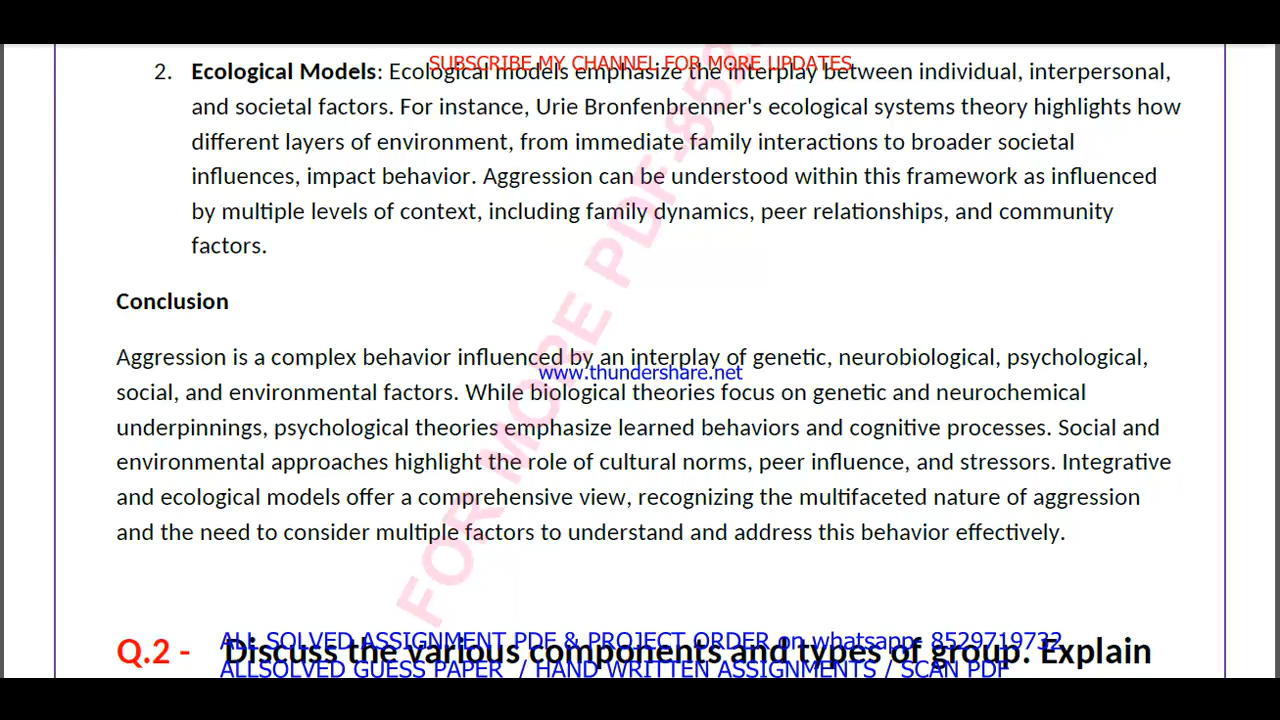 SUBSCRIBE MY CHANNEL FOR MORE UPDATES
2. Ecological Models: Ecological models emphasize the interplay between individual, interpersonal,
and societal factors. For instance, Urie Bronfenbrenner's ecological systems theory highlights how
different layers of environment, from immediate family interactions to broader societal
influences, impact behavior. Aggression can be understood within this framework as influenced
by multiple levels of context, including family dynamics, peer relationships, and community
factors.
Conclusion
Aggression is a complex behavior influenced by an interplay of genetic, neurobiological, psychological,
www.thundershare.net
social, and environmental factors. While biological theories focus on genetic and neurochemical
underpinnings, psychological theories emphasize learned behaviors and cognitive processes. Social and
environmental approaches highlight the role of cultural norms, peer influence, and stressors. Integrative
and ecological models offer a comprehensive view, recognizing the multifaceted nature of aggression
and the need to consider multiple factors to understand and address this behavior effectively.
FOR MORE PDF-852
ALL SOLVED ASSIGNMENT PDF & PROJECT ORDER on whatsapp- 8529719732
Q.2 - Discuss the various components and types of group. Explain
ALLSOLVED GUESS PAPER / HAND WRITTEN ASSIGNMENTS / SCAN PDF